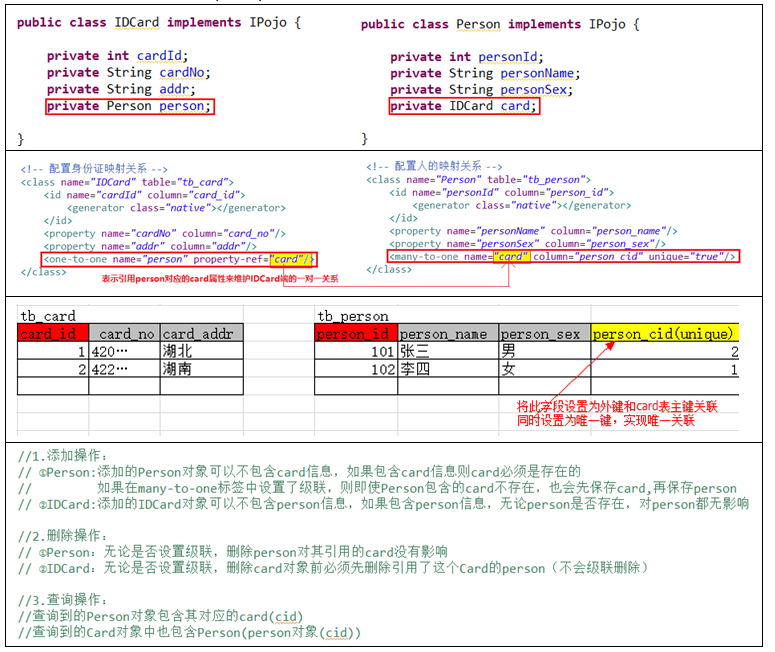 public class IDCard implements IPojo {
private int cardId;
private String cardNo;
private String addr;
private Person person;
}
public class Person implements IPojo {
private int personId;
private String personName;
private String personSex;
private IDCard card;
}
<!-- 配置身份证映射关系 -->
<class name="IDCard" table="tb_card">
<id name="cardId" column="card_id">
<generator class="native"></generator>
</id>
<property name="cardNo" column="card_no"/>
<property name="addr" column="addr"/>
<one-to-one name="person" property-ref="card"/>
</class>
表示引用person对应的card属性来维护IDCard端的一对一关系
<!-- 配置人的映射关系 -->
<class name="Person" table="tb_person">
<id name="personId" column="person_id">
<generator class="native"></generator>
</id>
<property name="personName" column="person_name"/>
<property name="personSex" column="person_sex"/>
<many-to-one name="card" column="person_cid" unique="true"/>
</class>
tb_card
card_id card_no card_addr
1 420… 湖北
2 422… 湖南
tb_person
person_id person_name person_sex person_cid(unique)
101 张三 男 2
102 李四 女 1
将此字段设置为外键和card表主键关联
同时设置为唯一键，实现唯一关联
//1.添加操作：
// ①Person:添加的Person对象可以不包含card信息，如果包含card信息则card必须是存在的
// 如果在many-to-one标签中设置了级联，则即使Person包含的card不存在，也会先保存card,再保存person
// ②IDCard:添加的IDCard对象可以不包含person信息，如果包含person信息，无论person是否存在，对person都无影响
//2.删除操作：
// ①Person：无论是否设置级联，删除person对其引用的card没有影响
// ②IDCard：无论是否设置级联，删除card对象前必须先删除引用了这个Card的person（不会级联删除）
//3.查询操作：
//查询到的Person对象包含其对应的card(cid)
//查询到的Card对象中也包含Person(person对象(cid))